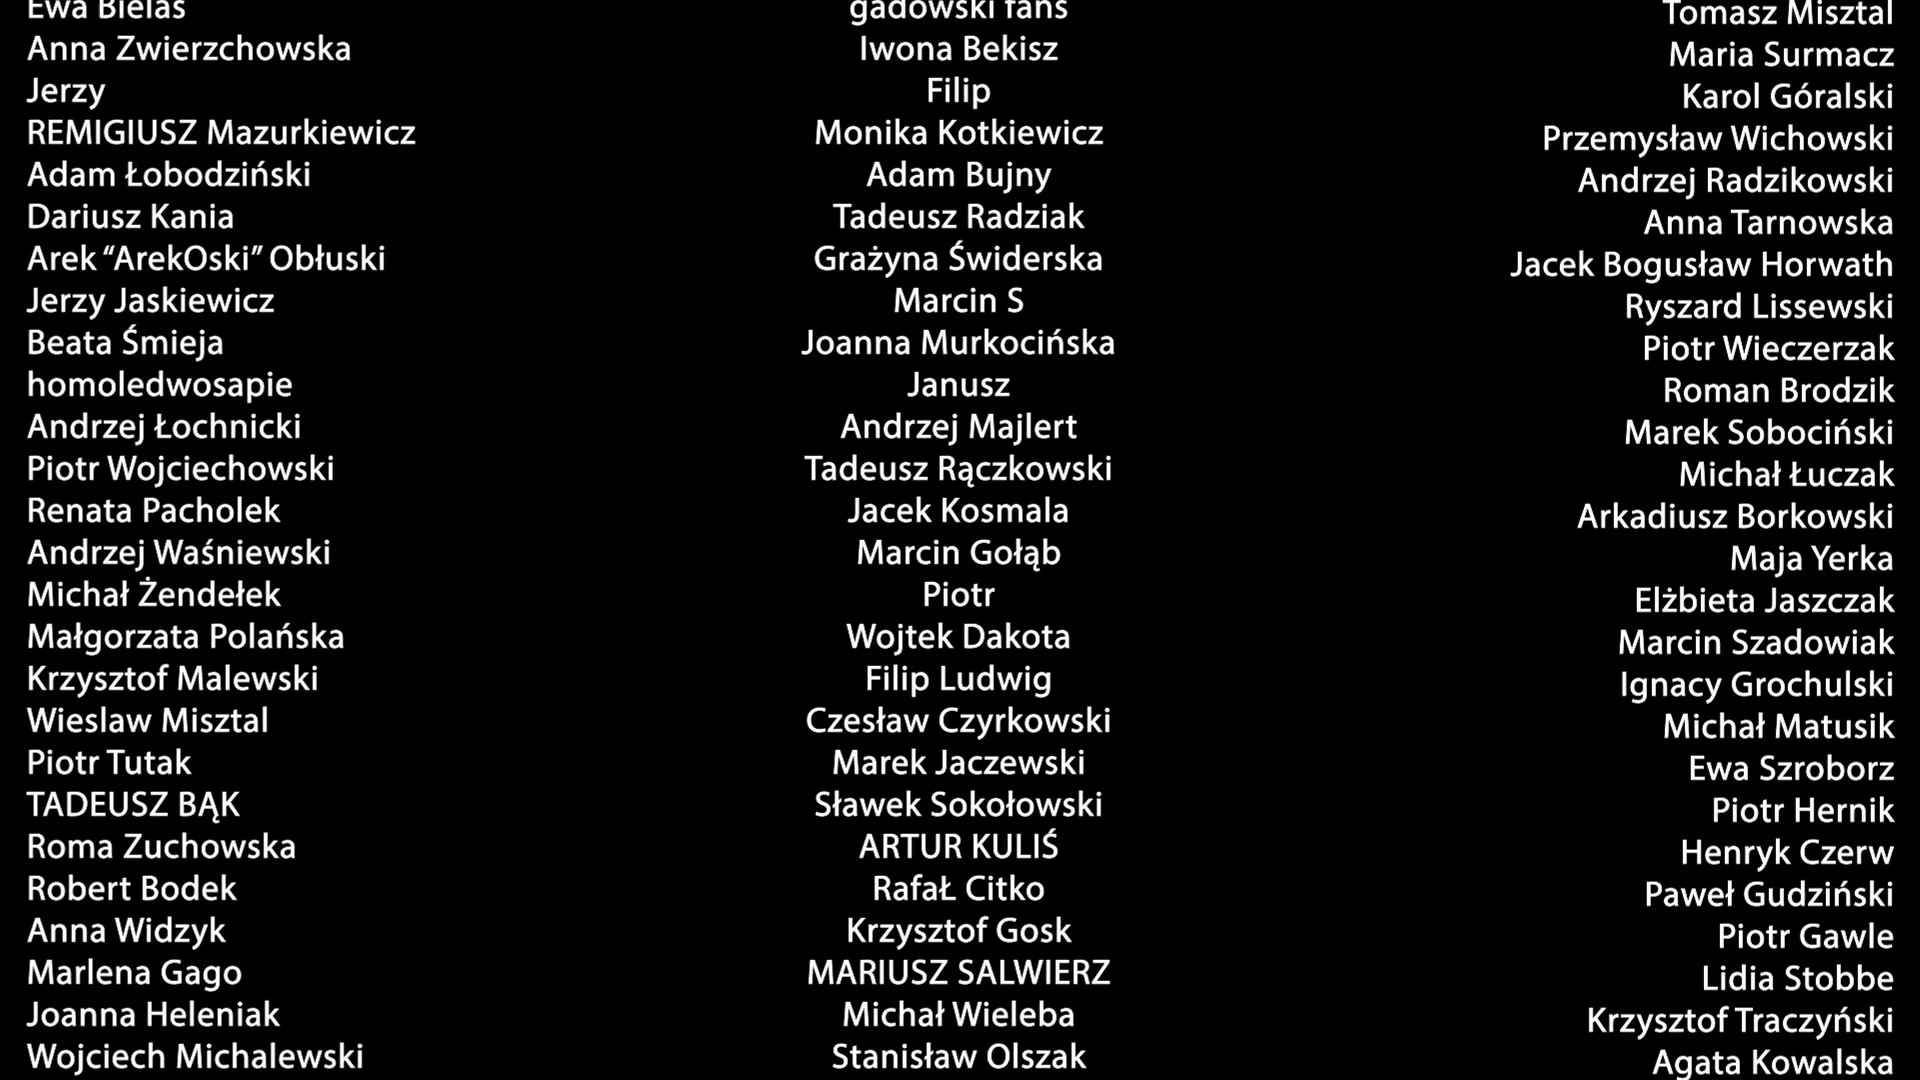 Ewa Bielas
Anna Zwierzchowska
Jerzy
REMIGIUSZ Mazurkiewicz
Adam Łobodziński
Dariusz Kania
Arek “ArekOski” Obłuski
Jerzy Jaskiewicz
Beata Śmieja
homoledwosapie
Andrzej Łochnicki
Piotr Wojciechowski
Renata Pacholek
Andrzej Waśniewski
Michał Żendełek
Małgorzata Polańska
Krzysztof Malewski
Wieslaw Misztal
Piotr Tutak
TADEUSZ BĄK
Roma Zuchowska
Robert Bodek
Anna Widzyk
Marlena Gago
Joanna Heleniak
Wojciech Michalewski
gadowski fans
Iwona Bekisz
Filip
Monika Kotkiewicz
Adam Bujny
Tadeusz Radziak
Grażyna Świderska
Marcin S
Joanna Murkocińska
Janusz
Andrzej Majlert
Tadeusz Rączkowski
Jacek Kosmala
Marcin Gołąb
Piotr
Wojtek Dakota
Filip Ludwig
Czesław Czyrkowski
Marek Jaczewski
Sławek Sokołowski
ARTUR KULIŚ
RafaŁ Citko
Krzysztof Gosk
MARIUSZ SALWIERZ
Michał Wieleba
Stanisław Olszak
Tomasz Misztal
Maria Surmacz
Karol Góralski
Przemysław Wichowski
Andrzej Radzikowski
Anna Tarnowska
Jacek Bogusław Horwath
Ryszard Lissewski
Piotr Wieczerzak
Roman Brodzik
Marek Sobociński
Michał Łuczak
Arkadiusz Borkowski
Maja Yerka
Elżbieta Jaszczak
Marcin Szadowiak
Ignacy Grochulski
Michał Matusik
Ewa Szroborz
Piotr Hernik
Henryk Czerw
Paweł Gudziński
Piotr Gawle
Lidia Stobbe
Krzysztof Traczyński
Agata Kowalska